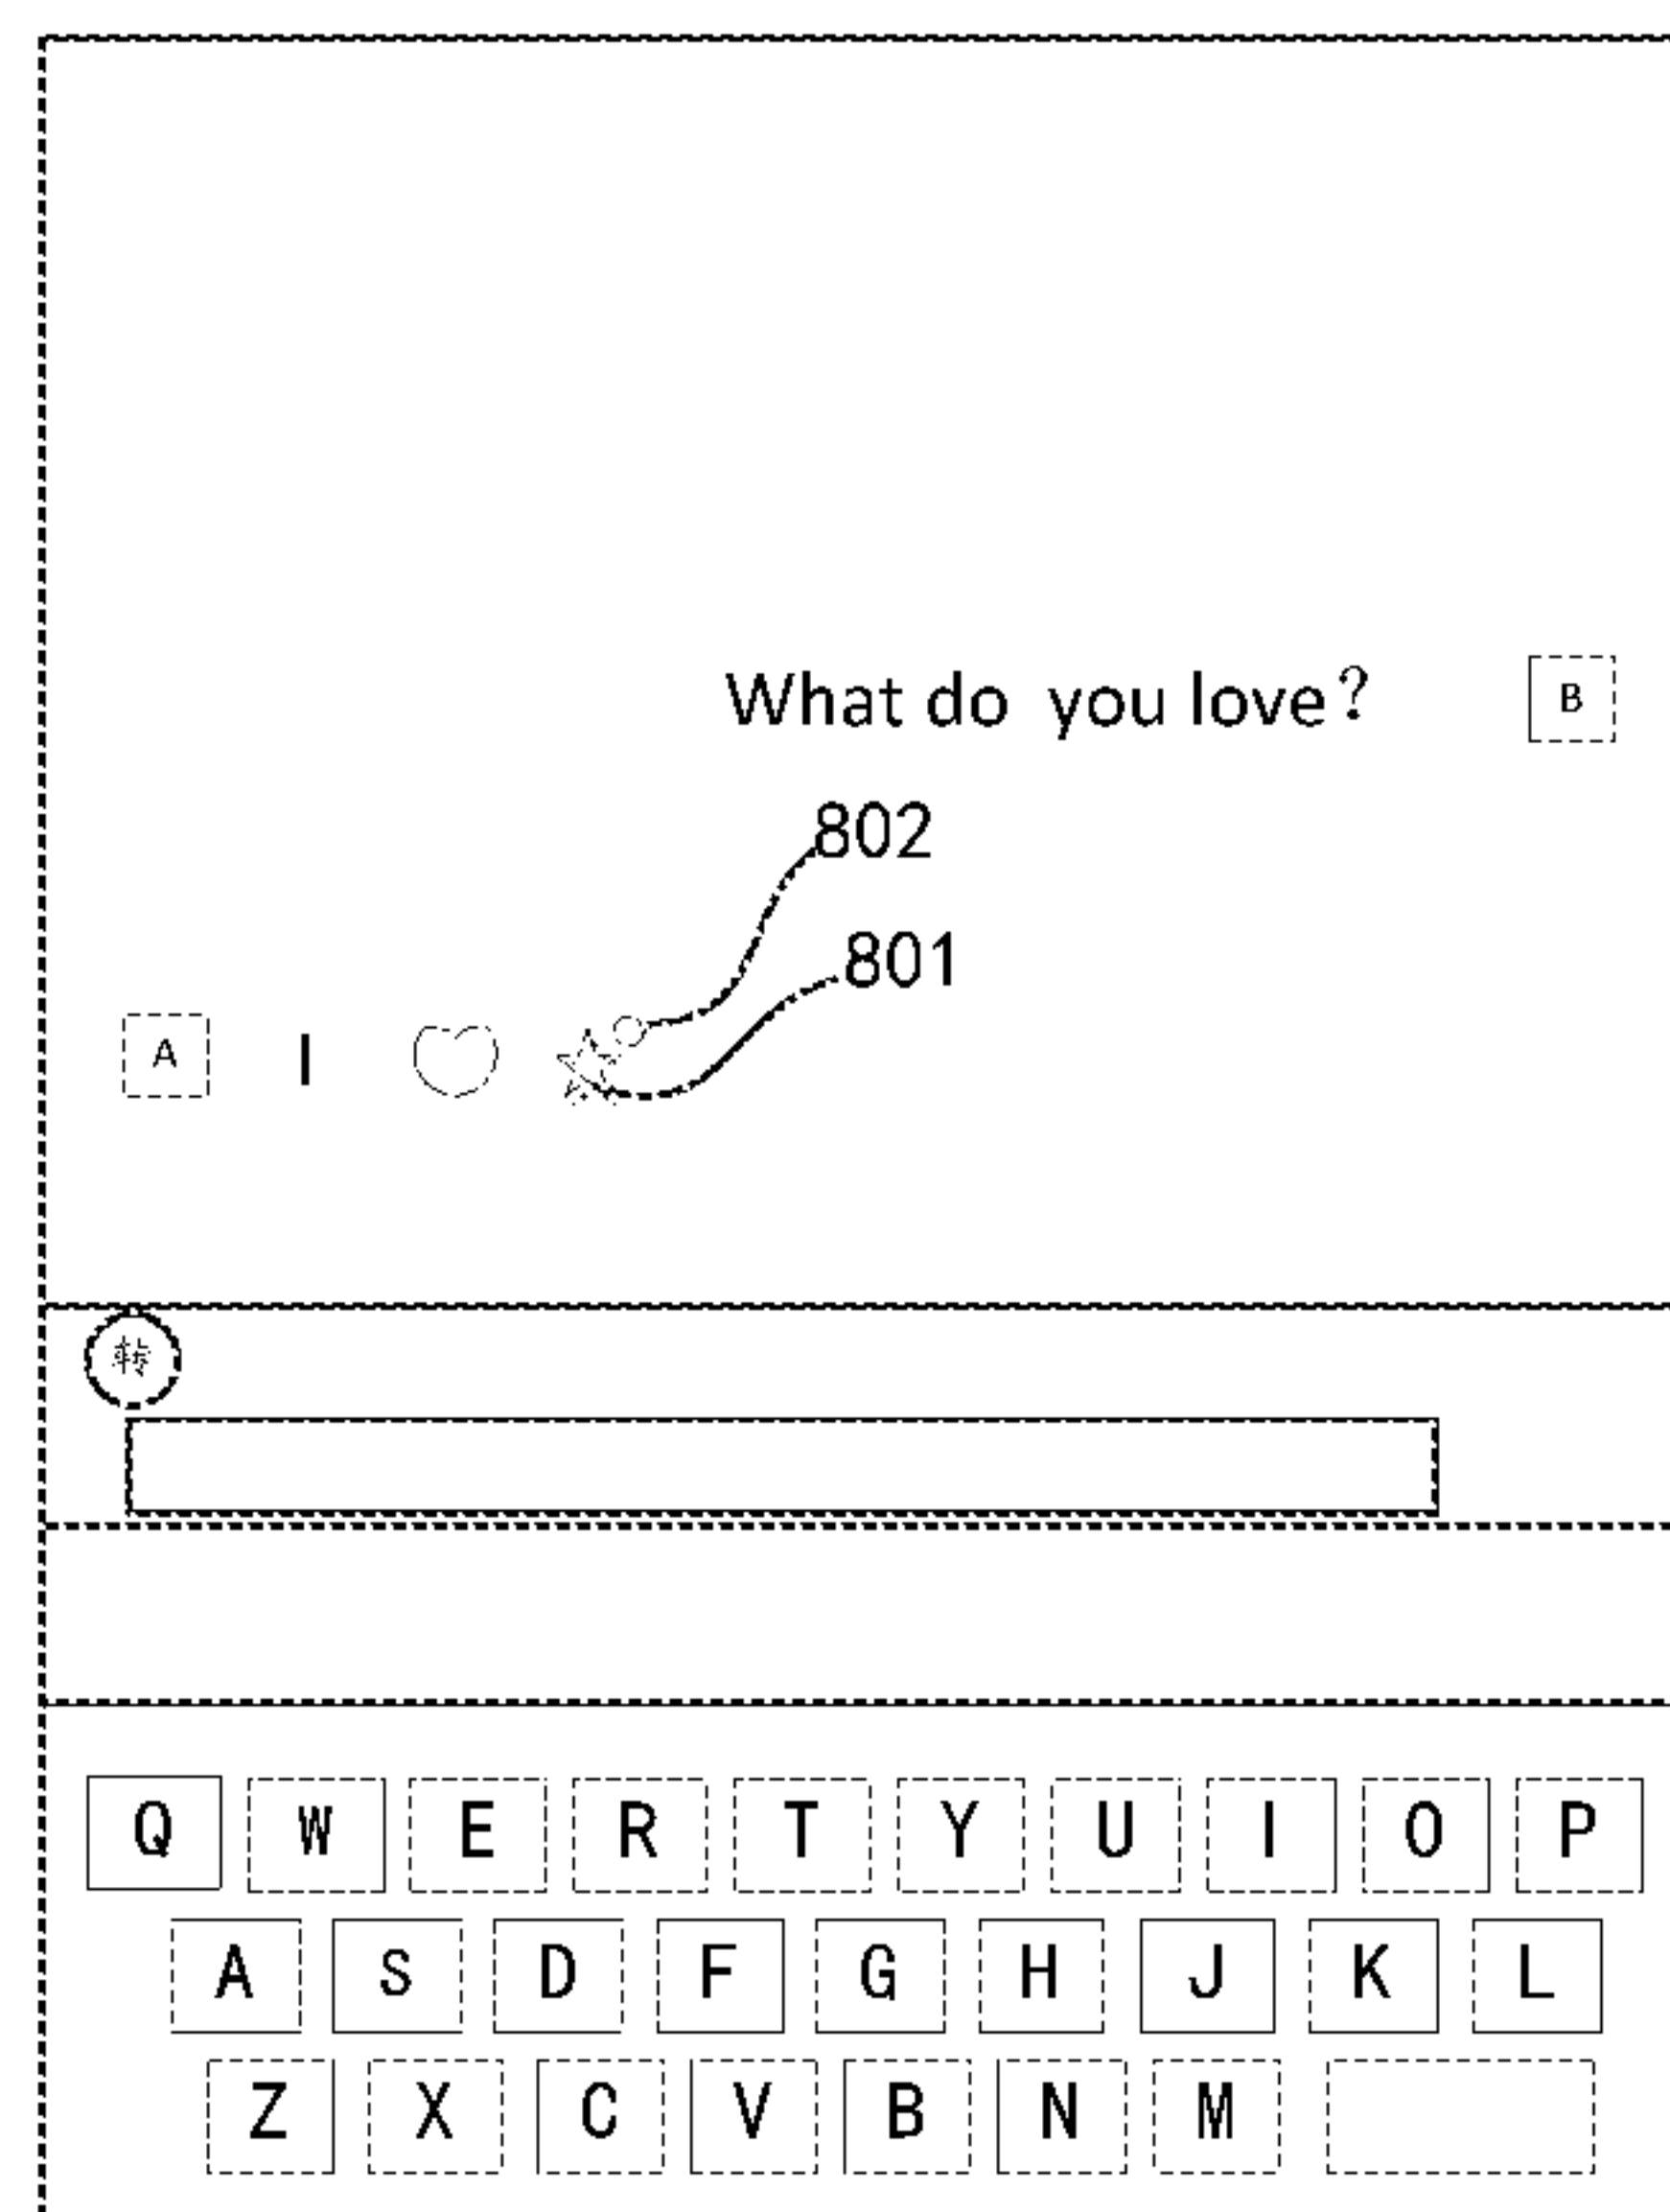 What do you love? B
802
801
A I
转
Q W E R T Y U I O P
A S D F G H J K L
Z X C V B N M